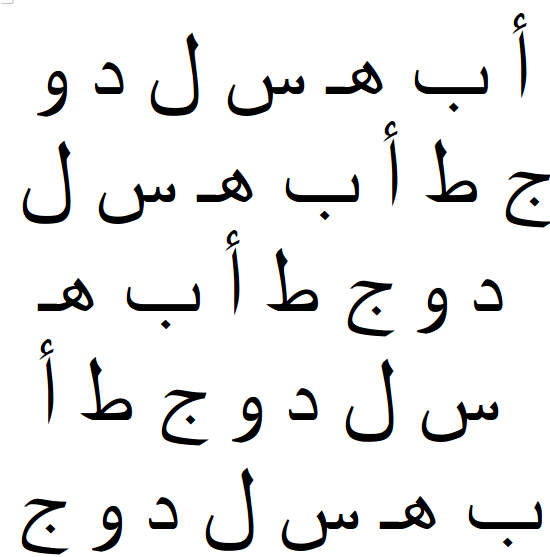 أ ب هـ س ل د و
ج ط أ ب هـ س ل
د و ج ط أ ب هـ
س ل د و ج ط أ
ب هـ س ل د و ج